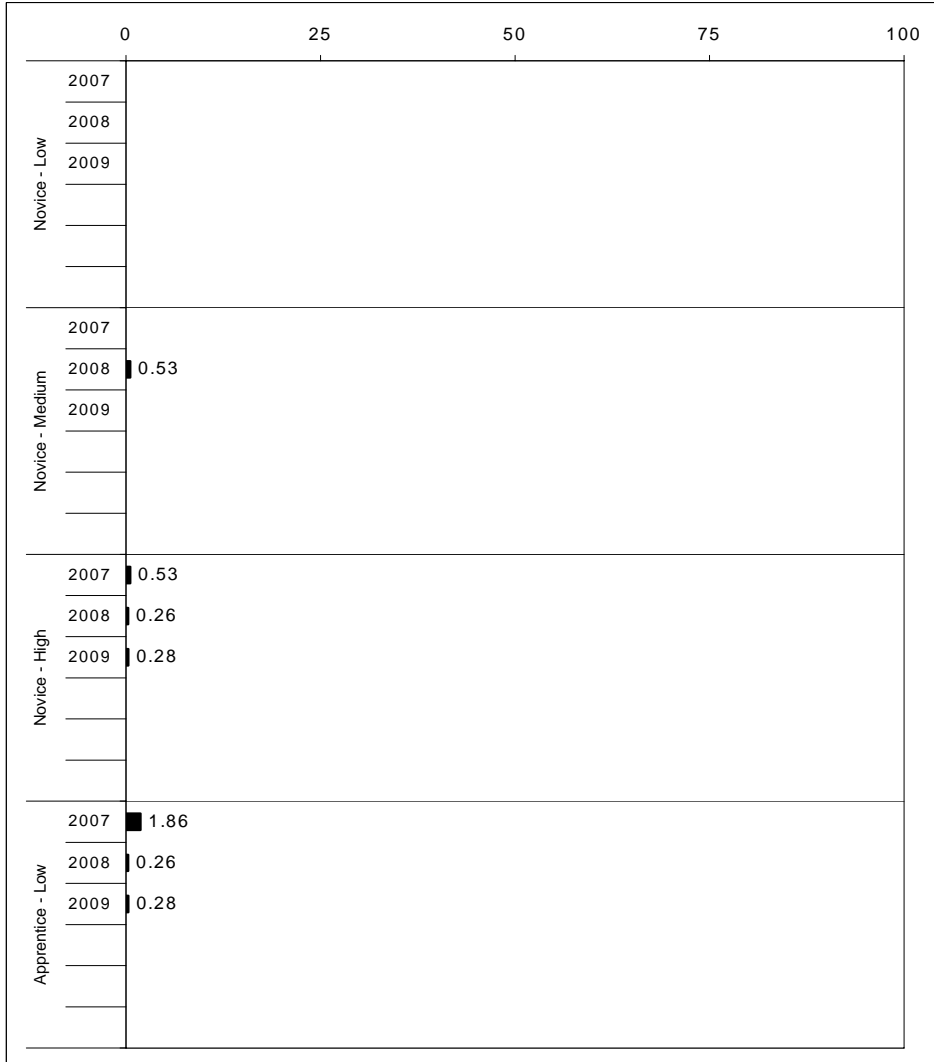 0 25 50 75 100
Novice - Low
2007
2008
2009
Novice - Medium
2007
2008 0.53
2009
Novice - High
2007 0.53
2008 0.26
2009 0.28
Apprentice - Low
2007 1.86
2008 0.26
2009 0.28